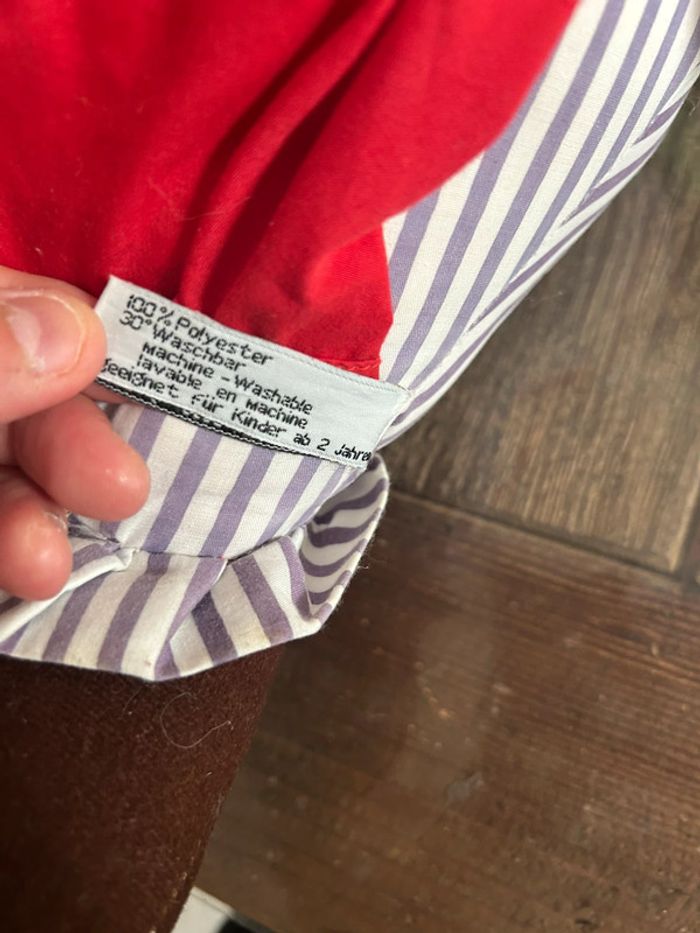 100% Polyester
30° Waschbar
Machine - Washable
lavable en machine
geeignet für Kinder ab 2 Jahren